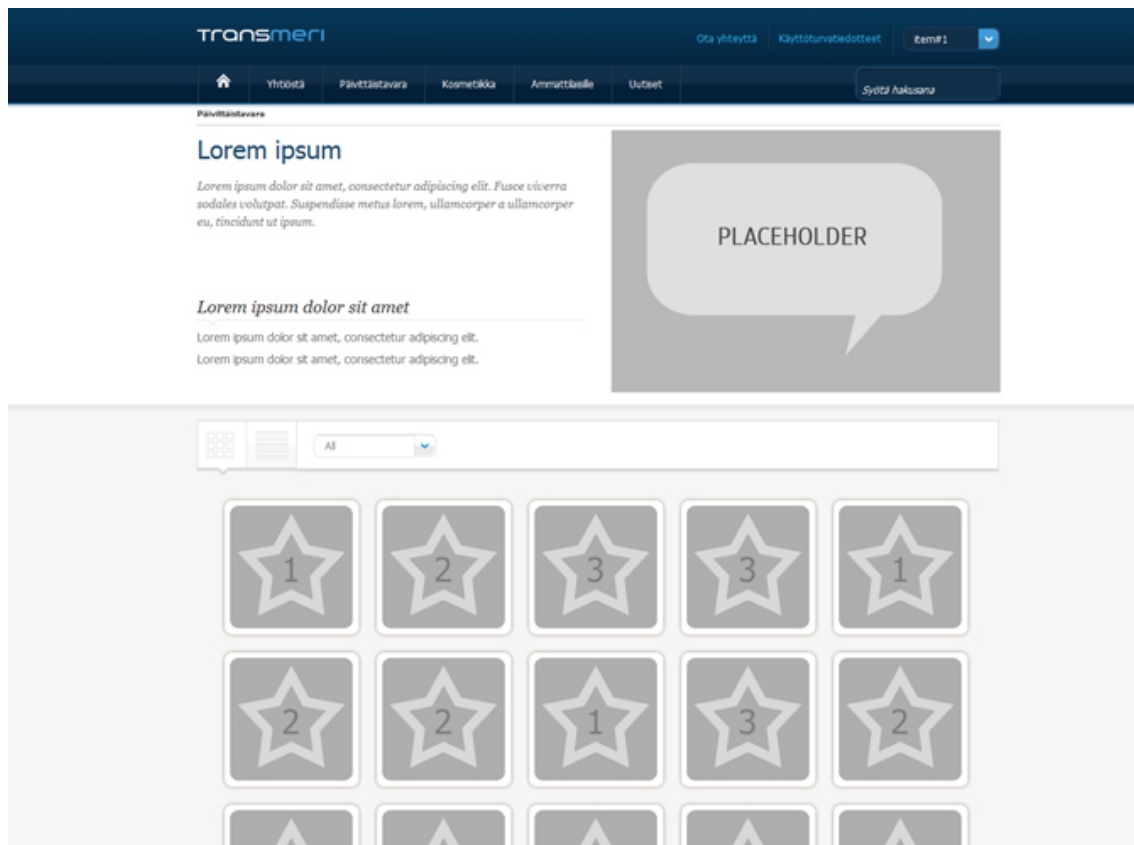 Transmeri
Ota yhteyttä Käyttöturvatiedotteet item#1
Yhtiöstä Päivittäistavara Kosmetiikka Ammattilaisille Uutiset Syötä hakusana
Päivittäistavara
Lorem ipsum
Lorem ipsum dolor sit amet, consectetur adipiscing elit. Fusce viverra
sodales volutpat. Suspendisse metus lorem, ullamcorper a ullamcorper
eu, tincidunt ut ipsum.
PLACEHOLDER
Lorem ipsum dolor sit amet
Lorem ipsum dolor sit amet, consectetur adipiscing elit.
Lorem ipsum dolor sit amet, consectetur adipiscing elit.
All
1 2 3 3 1
2 2 1 3 2